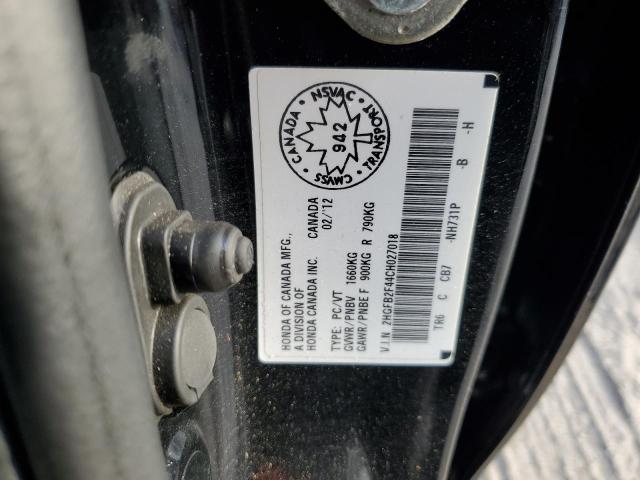 HONDA OF CANADA MFG.,
A DIVISION OF
HONDA CANADA INC. CANADA
02/'12
TYPE: PC/VT
GVWR/PNBV 1660KG
GAWR/PNBE F 900KG R 790KG
V.I.N. 2HGFB2F44CH027018
TR6 C CB7 -NH731P -B -H
CANADA • NSVAC •
942
TRANSPORT • CMVSS •